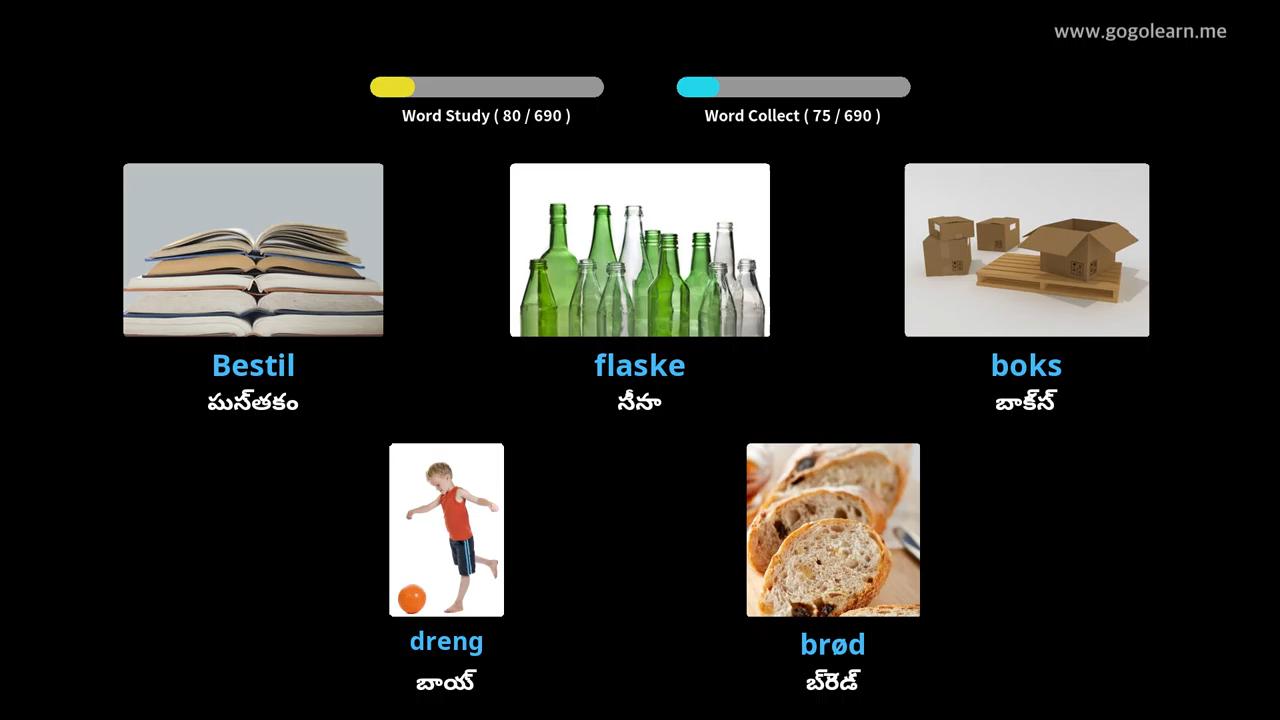 www.gogolearn.me
Word Study ( 80 / 690 )
Word Collect ( 75 / 690 )
Bestil
flaske
boks
పుస్తకం
సీసా
బాక్స్
dreng
brød
బాయ్
బ్రెడ్